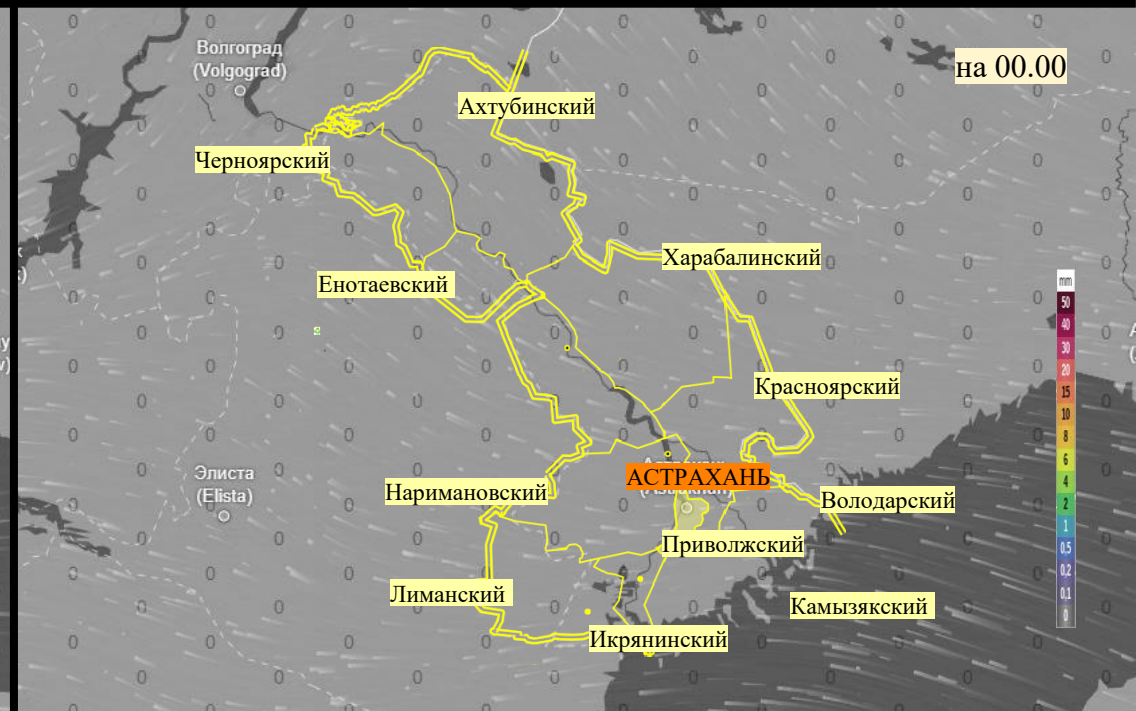 Волгоград
(Volgograd)
на 00.00
Ахтубинский
Черноярский
Харабалинский
Енотаевский
mm
50
40
30
20
15
10
8
6
4
2
1
0,5
0,2
0,1
0
Красноярский
Элиста
(Elista)
АСТРАХАНЬ
Наримановский
Володарский
Приволжский
Лиманский
Камызякский
Икрянинский